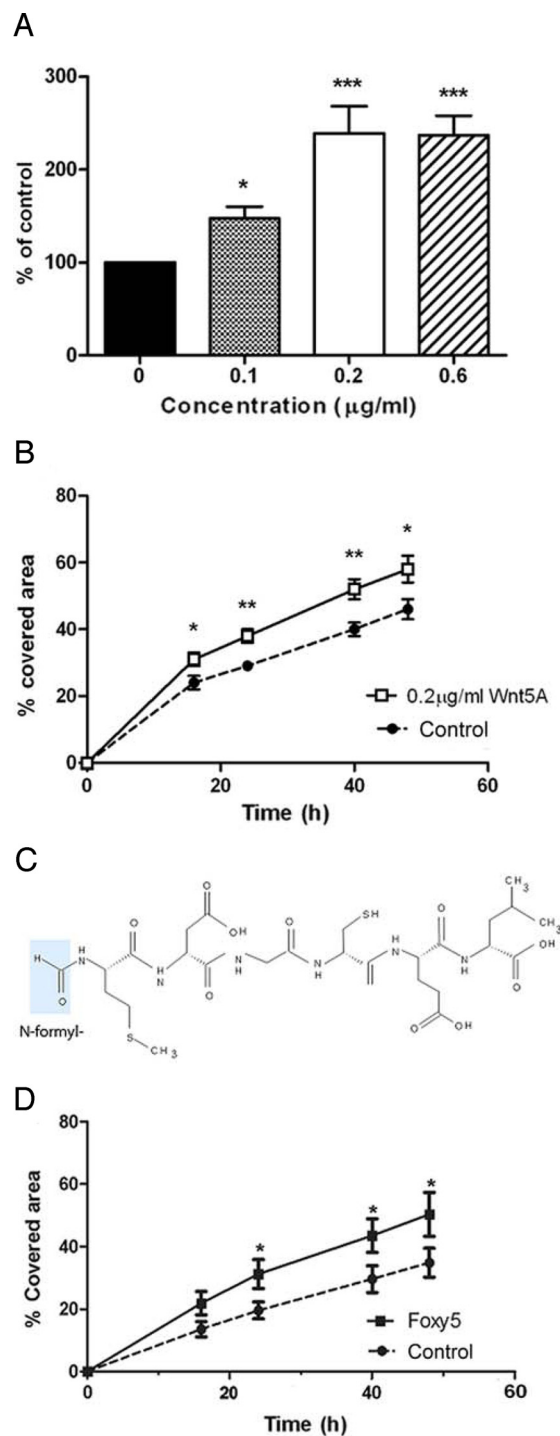 A
300
200
100
0
% of control
*
***
***
0 0.1 0.2 0.6
Concentration (μg/ml)
B
80
60
40
20
0
% covered area
*
**
**
*
0.2μg/ml Wnt5A
Control
0 20 40 60
Time (h)
C
H
O
N-formyl-
H
N
S
CH3
O
N
H
O
OH
O
H
N
O
N
H
SH
H
N
O
OH
O
N
H
CH3
CH3
O
OH
D
80
60
40
20
0
% Covered area
*
*
*
Foxy5
Control
0 20 40 60
Time (h)